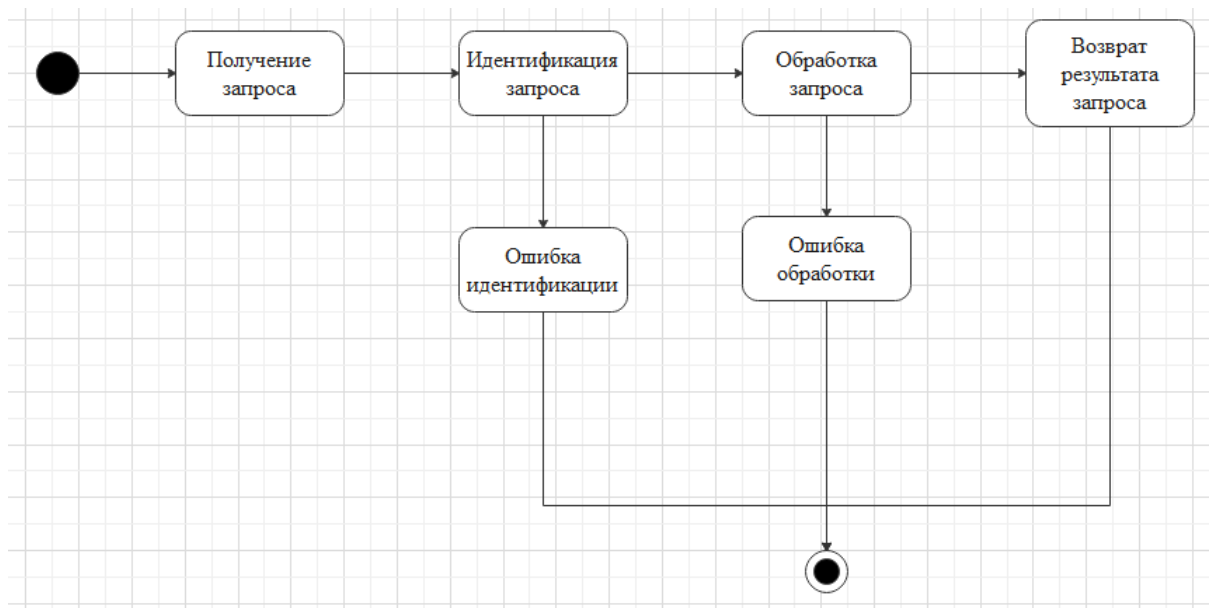 Получение
запроса
Идентификация
запроса
Обработка
запроса
Возврат
результата
запроса
Ошибка
идентификации
Ошибка
обработки